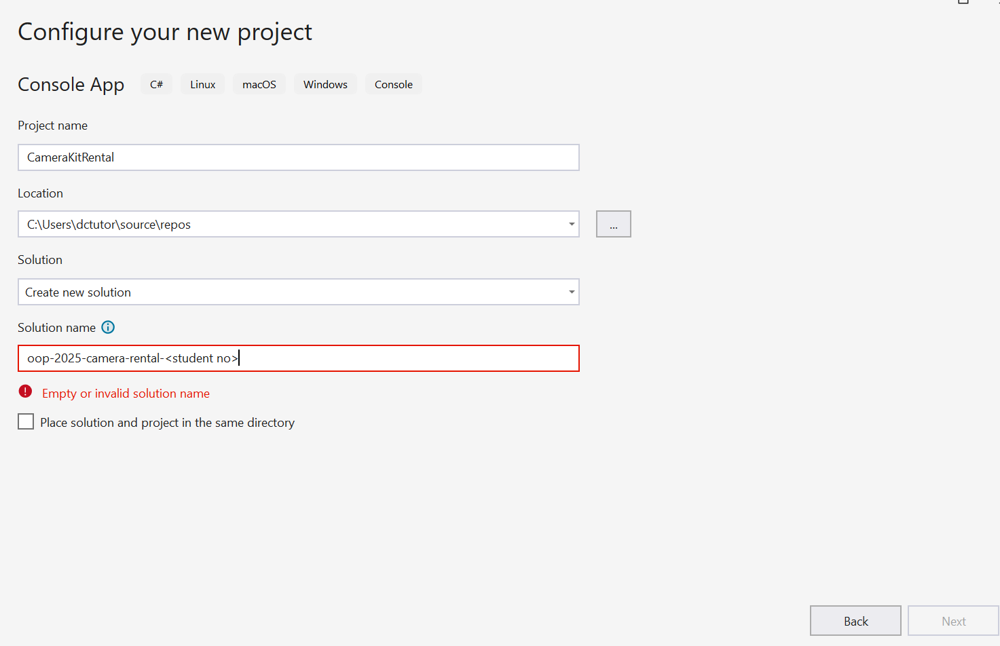 Configure your new project
Console App C# Linux macOS Windows Console
Project name
CameraKitRental
Location
C:\Users\dctutor\source\repos
...
Solution
Create new solution
Solution name
oop-2025-camera-rental-<student no>
Empty or invalid solution name
Place solution and project in the same directory
Back Next